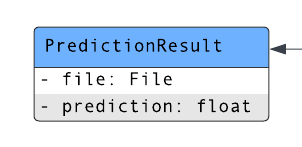 PredictionResult
- file: File
- prediction: float